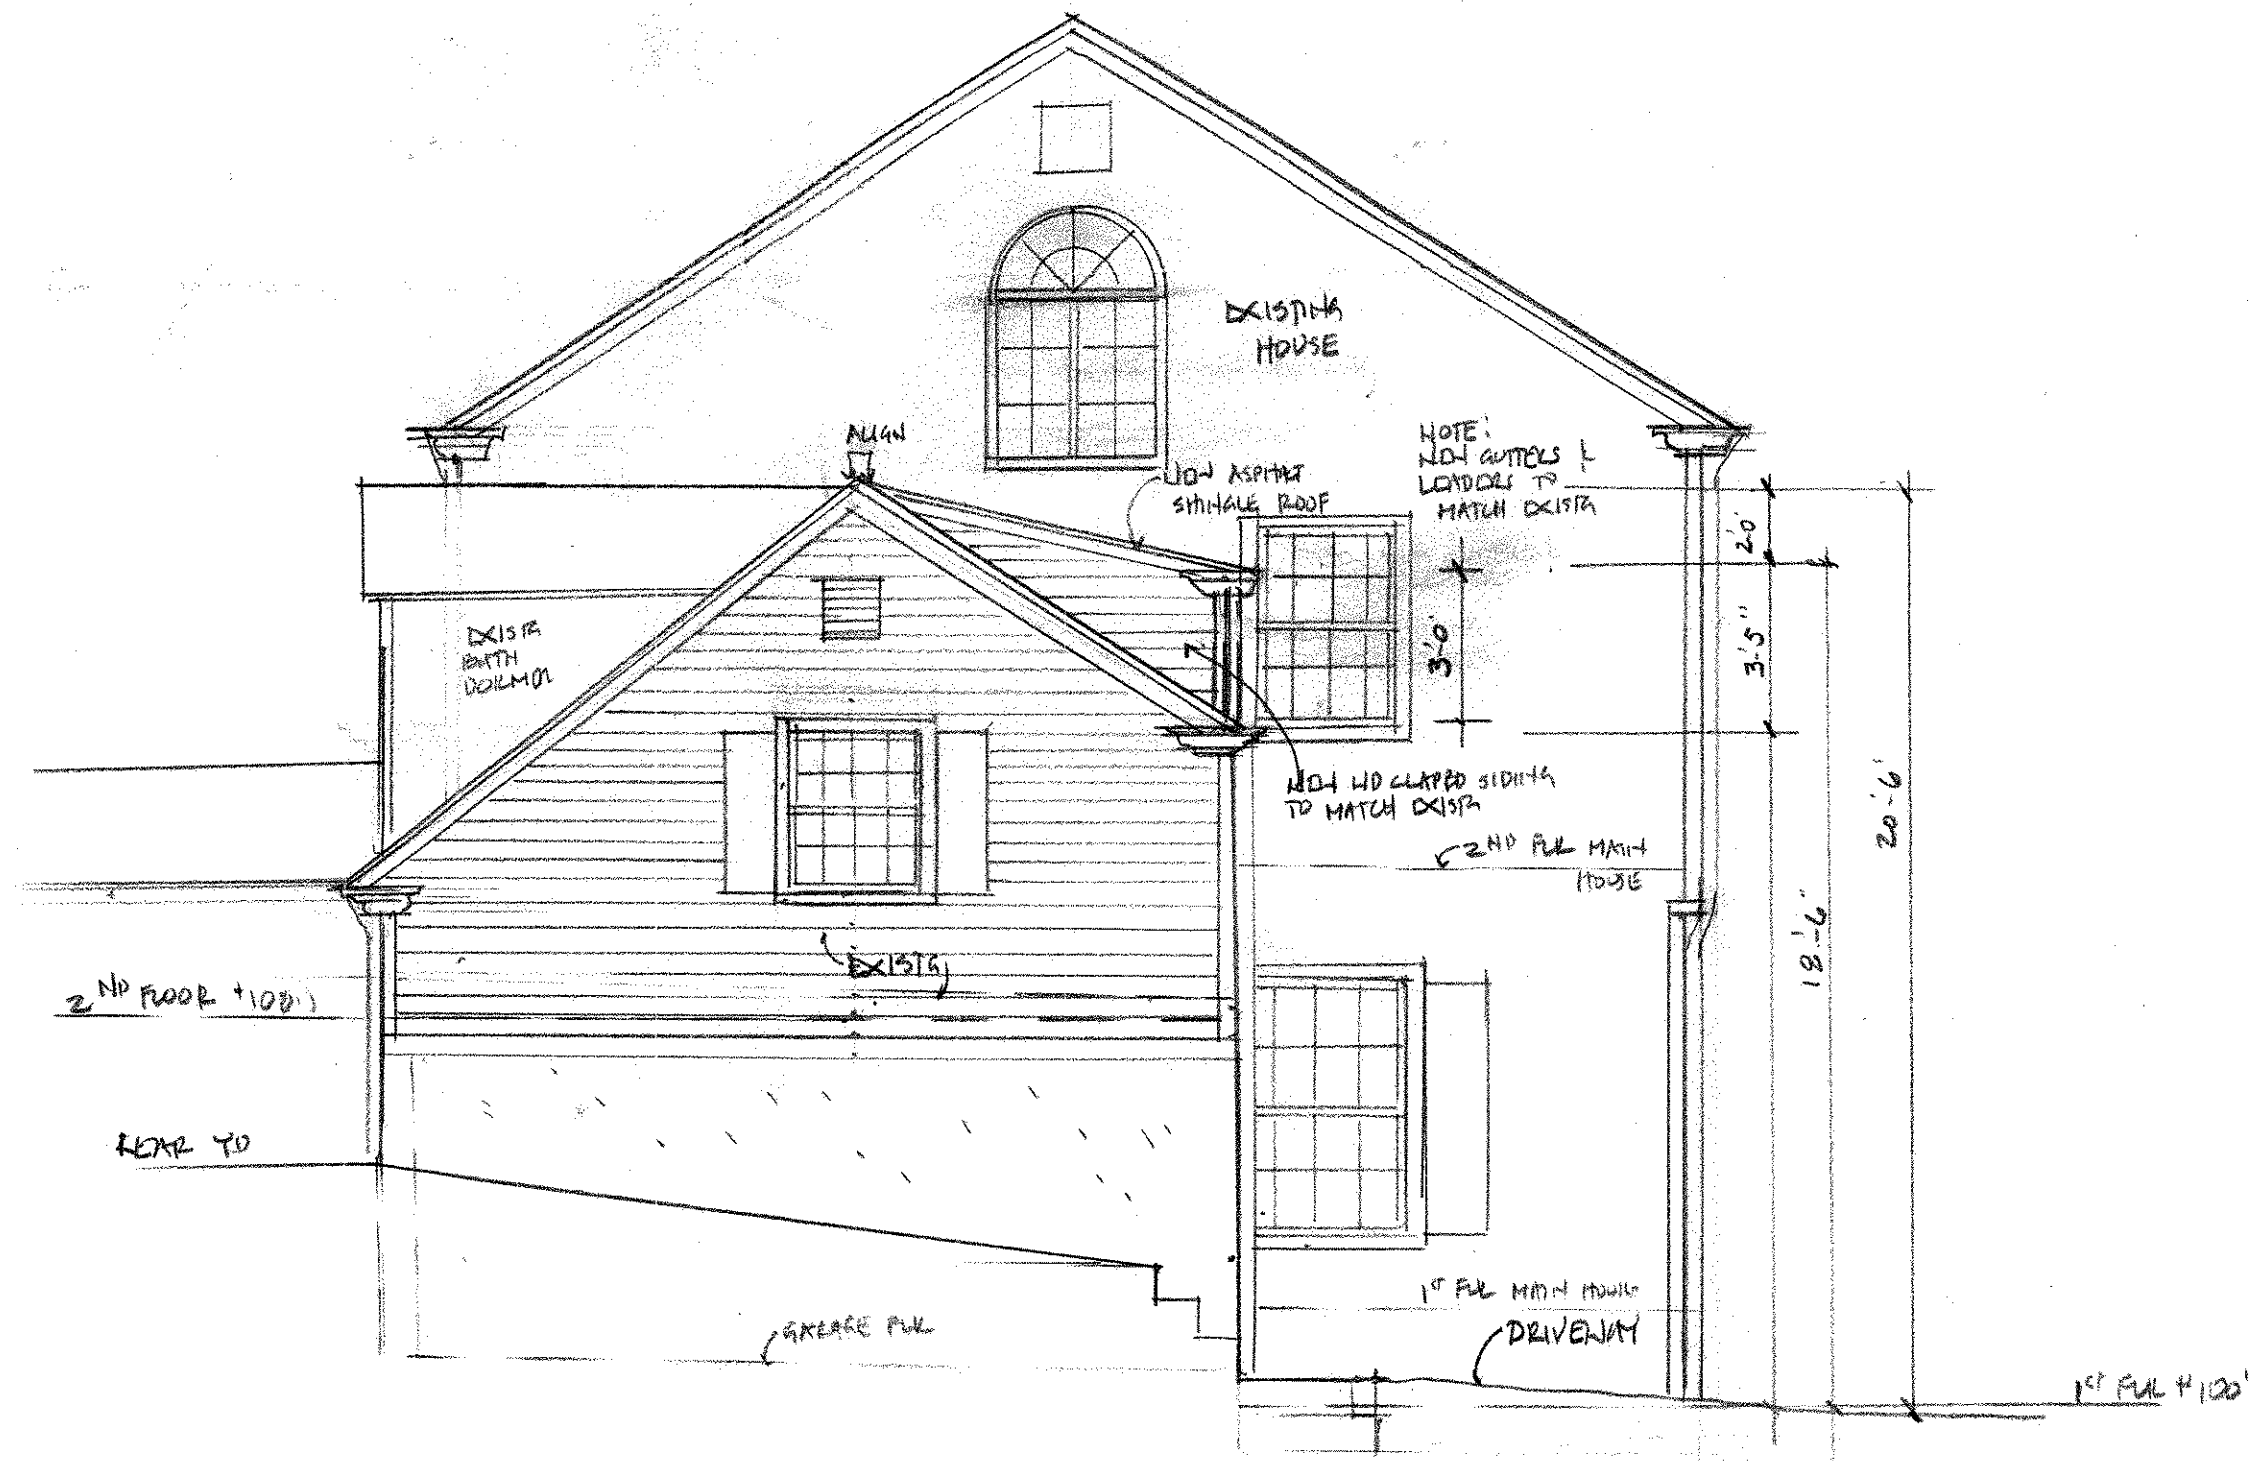 EXISTING
HOUSE
ALIGN
NEW ASPHALT
SHINGLE ROOF
NOTE:
NEW GUTTERS &
LEADERS TO
MATCH EXISTG
2'-0"
3'-0"
3'-5"
20'-6"
18'-6"
EXISTG
BATH
DORMER
NEW WD CLAPBD SIDING
TO MATCH EXISTG
2ND FLR MAIN
HOUSE
EXISTG
2ND FLOOR +108'
REAR YD
GARAGE FLR
1ST FLR MAIN HOUSE
DRIVEWAY
1ST FLR +100'